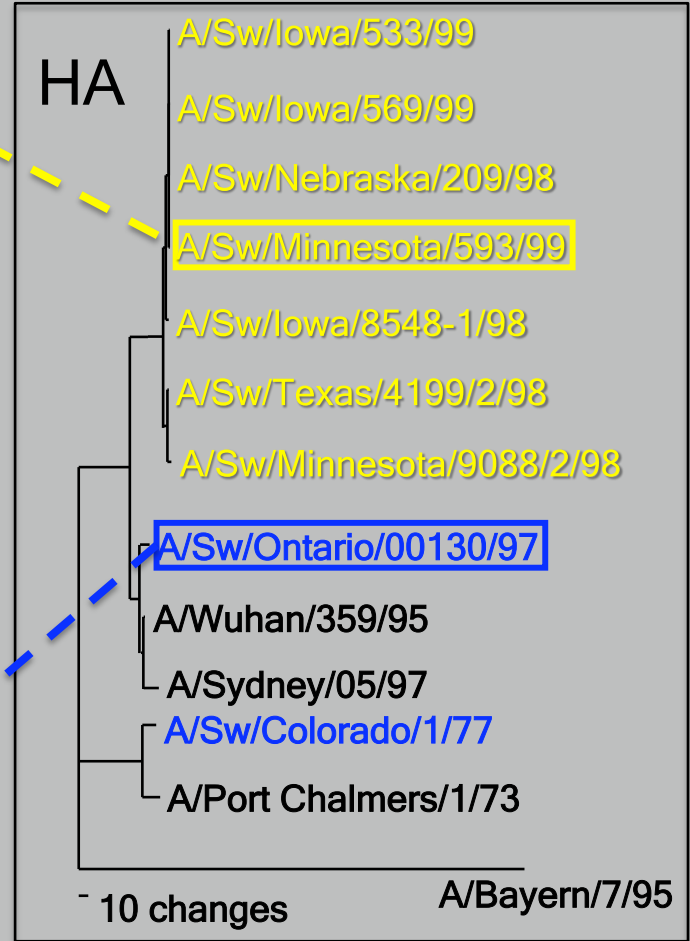 A/Sw/Iowa/533/99
HA
A/Sw/Iowa/569/99
A/Sw/Nebraska/209/98
A/Sw/Minnesota/593/99
A/Sw/Iowa/8548-1/98
A/Sw/Texas/4199/2/98
A/Sw/Minnesota/9088/2/98
A/Sw/Ontario/00130/97
A/Wuhan/359/95
A/Sydney/05/97
A/Sw/Colorado/1/77
A/Port Chalmers/1/73
A/Bayern/7/95
10 changes